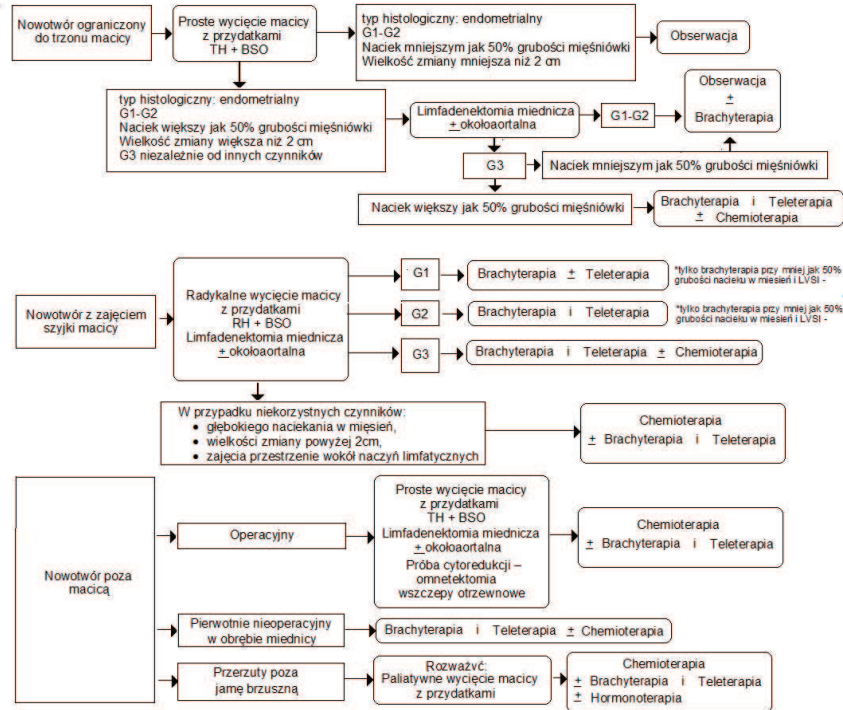 Nowotwór ograniczony
do trzonu macicy
Proste wycięcie macicy
z przydatkami
TH + BSO
typ histologiczny: endometrialny
G1-G2
Naciek mniejszym jak 50% grubości mięśniówki
Wielkość zmiany mniejsza niż 2 cm
Obserwacja
typ histologiczny: endometrialny
G1-G2
Naciek większy jak 50% grubości mięśniówki
Wielkość zmiany większa niż 2 cm
G3 niezależnie od innych czynników
Limfadenektomia miednicza
± okołoaortalna
G1-G2
Obserwacja
±
Brachyterapia
G3
Naciek mniejszym jak 50% grubości mięśniówki
Naciek większy jak 50% grubości mięśniówki
Brachyterapia i Teleterapia
± Chemioterapia
Nowotwór z zajęciem
szyjki macicy
Radykalne wycięcie macicy
z przydatkami
RH + BSO
Limfadenektomia miednicza
± okołoaortalna
G1
Brachyterapia ± Teleterapia
*tylko brachyterapia przy mniej jak 50%
grubości nacieku w miesień i LVSI -
G2
Brachyterapia i Teleterapia
*tylko brachyterapia przy mniej jak 50%
grubości nacieku w miesień i LVSI -
G3
Brachyterapia i Teleterapia ± Chemioterapia
W przypadku niekorzystnych czynników:
• głębokiego naciekania w mięsień,
• wielkości zmiany powyżej 2cm,
• zajęcia przestrzenie wokół naczyń limfatycznych
Chemioterapia
± Brachyterapia i Teleterapia
Nowotwór poza
macicą
Operacyjny
Proste wycięcie macicy
z przydatkami
TH + BSO
Limfadenektomia miednicza
± okołoaortalna
Próba cytoredukcji –
omnetektomia
wszczepy otrzewnowe
Chemioterapia
± Brachyterapia i Teleterapia
Pierwotnie nieoperacyjny
w obrębie miednicy
Brachyterapia i Teleterapia ± Chemioterapia
Przerzuty poza
jamę brzuszną
Rozważyć:
Paliatywne wycięcie macicy
z przydatkami
Chemioterapia
± Brachyterapia i Teleterapia
± Hormonoterapia